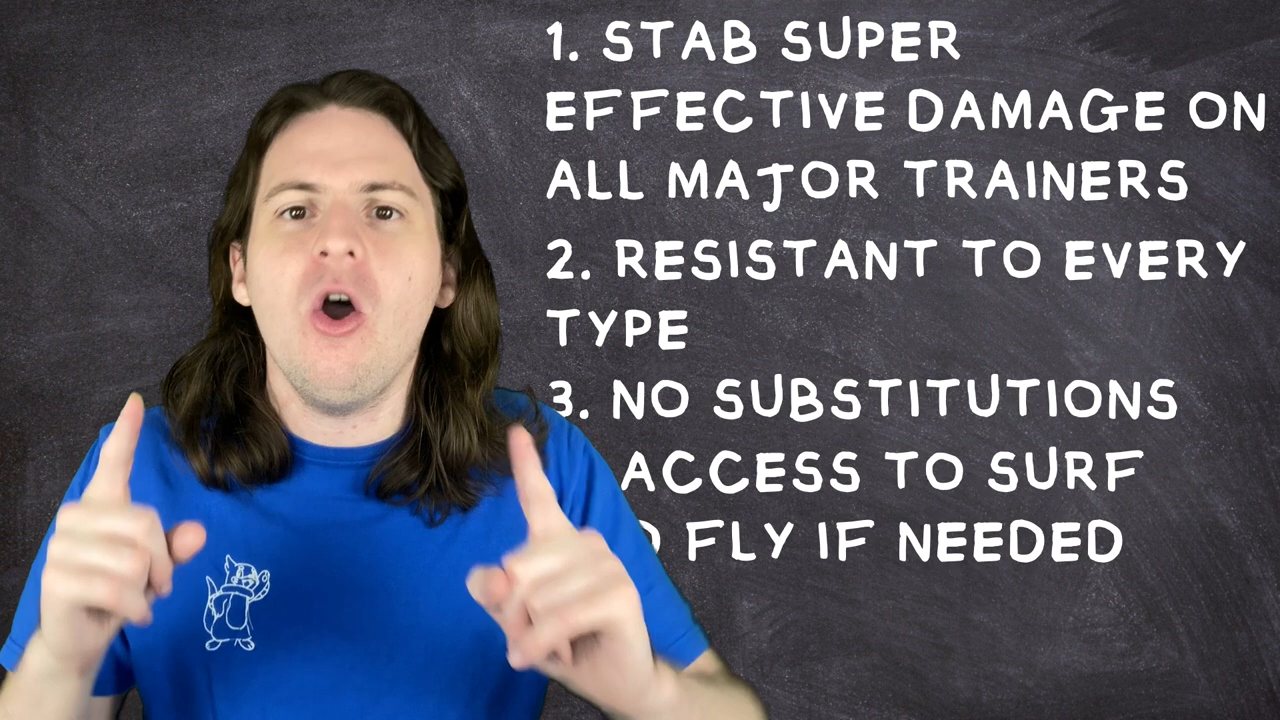 1. STAB SUPER
EFFECTIVE DAMAGE ON
ALL MAJOR TRAINERS
2. RESISTANT TO EVERY
TYPE
3. NO SUBSTITUTIONS
ACCESS TO SURF
FLY IF NEEDED